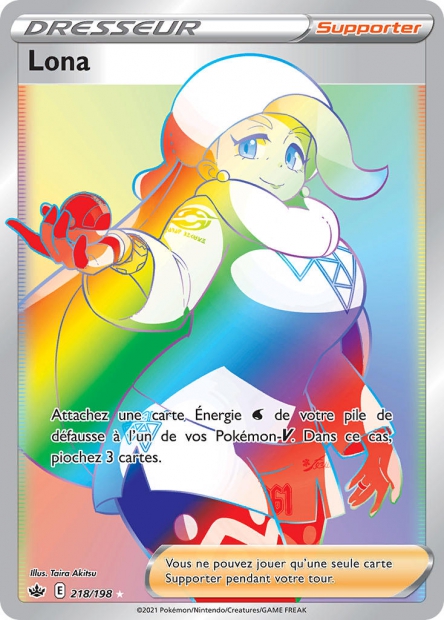 DRESSEUR
Supporter
Lona
Attachez une carte Énergie de votre pile de
défausse à l'un de vos Pokémon-V. Dans ce cas,
piochez 3 cartes.
Vous ne pouvez jouer qu'une seule carte
Supporter pendant votre tour.
Illus. Taira Akitsu
E 218/198
©2021 Pokémon/Nintendo/Creatures/GAME FREAK